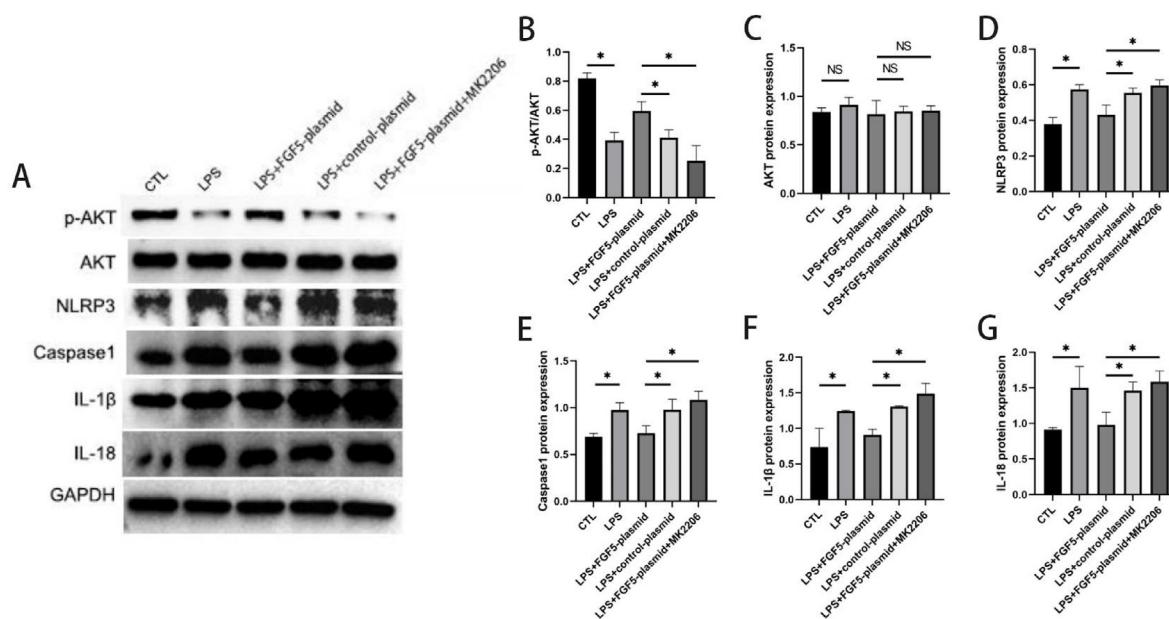 A
CTL
LPS
LPS+FGF5-plasmid
LPS+control-plasmid
LPS+FGF5-plasmid+MK2206
p-AKT
AKT
NLRP3
Caspase1
IL-1β
IL-18
GAPDH
B
p-AKT/AKT
1.0
0.8
0.6
0.4
0.2
0.0
*
*
*
CTL
LPS
LPS+FGF5-plasmid
LPS+control-plasmid
LPS+FGF5-plasmid+MK2206
C
AKT protein expression
1.5
1.0
0.5
0.0
NS
NS
NS
CTL
LPS
LPS+FGF5-plasmid
LPS+control-plasmid
LPS+FGF5-plasmid+MK2206
D
NLRP3 protein expression
0.8
0.6
0.4
0.2
0.0
*
*
*
CTL
LPS
LPS+FGF5-plasmid
LPS+control-plasmid
LPS+FGF5-plasmid+MK2206
E
Caspase1 protein expression
2.0
1.5
1.0
0.5
0.0
*
*
*
CTL
LPS
LPS+FGF5-plasmid
LPS+control-plasmid
LPS+FGF5-plasmid+MK2206
F
IL-1β protein expression
2.0
1.5
1.0
0.5
0.0
*
*
*
CTL
LPS
LPS+FGF5-plasmid
LPS+control-plasmid
LPS+FGF5-plasmid+MK2206
G
IL-18 protein expression
2.0
1.5
1.0
0.5
0.0
*
*
*
CTL
LPS
LPS+FGF5-plasmid
LPS+control-plasmid
LPS+FGF5-plasmid+MK2206